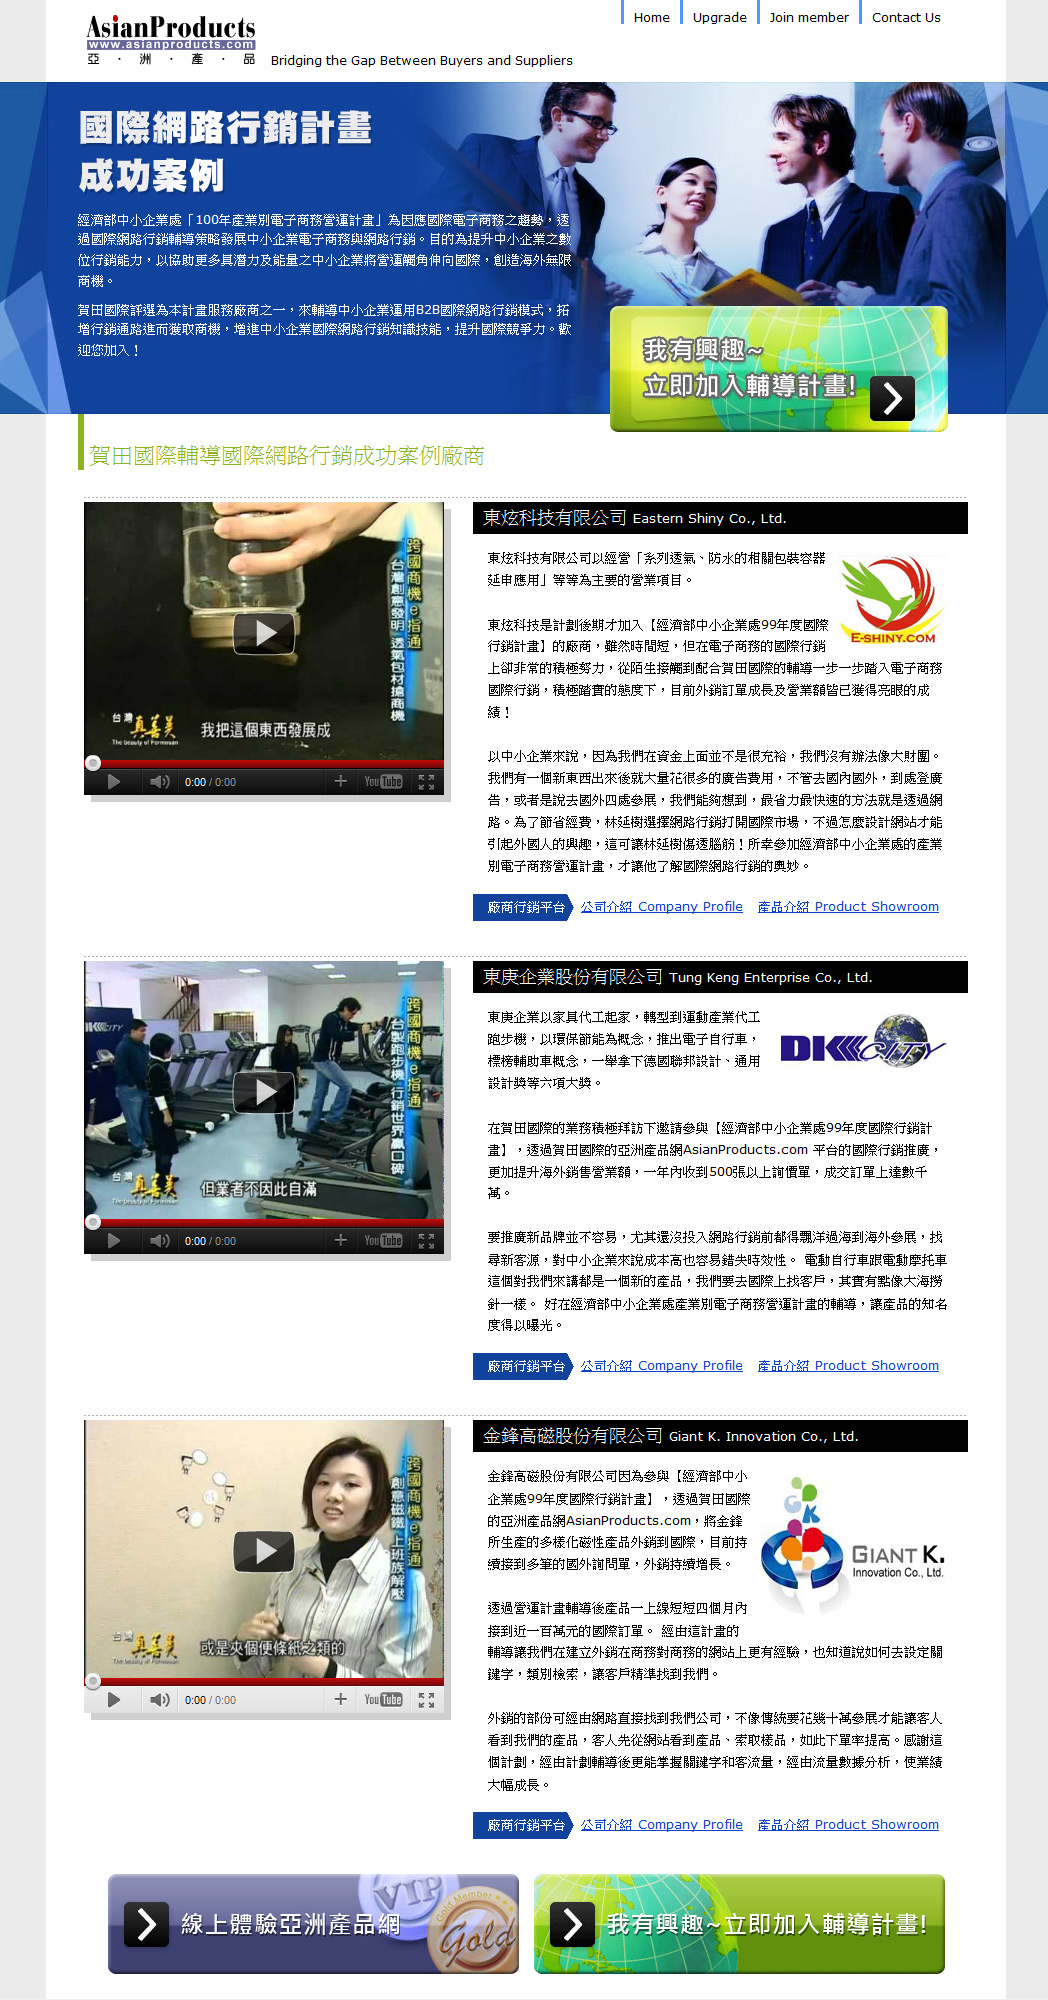 AsianProducts
www.asianproducts.com
亞 · 洲 · 產 · 品
Bridging the Gap Between Buyers and Suppliers
Home
Upgrade
Join member
Contact Us
國際網路行銷計畫
成功案例
經濟部中小企業處「100年產業別電子商務營運計畫」為因應國際電子商務之趨勢，透
過國際網路行銷輔導策略發展中小企業電子商務與網路行銷。目的為提升中小企業之數
位行銷能力，以協助更多具潛力及能量之中小企業將營運觸角伸向國際，創造海外無限
商機。
賀田國際評選為本計畫服務廠商之一，來輔導中小企業運用B2B國際網路行銷模式，拓
增行銷通路進而獲取商機，增進中小企業國際網路行銷知識技能，提升國際競爭力。歡
迎您加入！
我有興趣~
立即加入輔導計畫!
賀田國際輔導國際網路行銷成功案例廠商
跨國商機e指通
台灣創意發明 透氣包材搶商機
台灣真善美
The beauty of Formosan
我把這個東西發展成
0:00 / 0:00
YouTube
東炫科技有限公司 Eastern Shiny Co., Ltd.
東炫科技有限公司以經營「系列透氣、防水的相關包裝容器
延申應用」等等為主要的營業項目。
E-SHINY.COM
東炫科技是計劃後期才加入【經濟部中小企業處99年度國際
行銷計畫】的廠商，雖然時間短，但在電子商務的國際行銷
上卻非常的積極努力，從陌生接觸到配合賀田國際的輔導一步一步踏入電子商務
國際行銷，積極踏實的態度下，目前外銷訂單成長及營業額皆已獲得亮眼的成
績！
以中小企業來說，因為我們在資金上面並不是很充裕，我們沒有辦法像大財團。
我們有一個新東西出來後就大量花很多的廣告費用，不管去國內國外，到處登廣
告，或者是說去國外四處參展，我們能夠想到，最省力最快速的方法就是透過網
路。為了節省經費，林延樹選擇網路行銷打開國際市場，不過怎麼設計網站才能
引起外國人的興趣，這可讓林延樹傷透腦筋！所幸參加經濟部中小企業處的產業
別電子商務營運計畫，才讓他了解國際網路行銷的奧妙。
廠商行銷平台
公司介紹 Company Profile
產品介紹 Product Showroom
跨國商機e指通
台製跑步機 行銷世界贏口碑
台灣真善美
The beauty of Formosan
但業者不因此自滿
0:00 / 0:00
YouTube
東庚企業股份有限公司 Tung Keng Enterprise Co., Ltd.
東庚企業以家具代工起家，轉型到運動產業代工
跑步機，以環保節能為概念，推出電子自行車，
標榜輔助車概念，一舉拿下德國聯邦設計、通用
設計獎等六項大獎。
DK CITY
在賀田國際的業務積極拜訪下邀請參與【經濟部中小企業處99年度國際行銷計
畫】，透過賀田國際的亞洲產品網AsianProducts.com 平台的國際行銷推廣，
更加提升海外銷售營業額，一年內收到500張以上詢價單，成交訂單上達數千
萬。
要推廣新品牌並不容易，尤其還沒投入網路行銷前都得飄洋過海到海外參展，找
尋新客源，對中小企業來說成本高也容易錯失時效性。 電動自行車跟電動摩托車
這個對我們來講都是一個新的產品，我們要去國際上找客戶，其實有點像大海撈
針一樣。 好在經濟部中小企業處產業別電子商務營運計畫的輔導，讓產品的知名
度得以曝光。
廠商行銷平台
公司介紹 Company Profile
產品介紹 Product Showroom
跨國商機e指通
創意磁鐵 上班族解壓
台灣真善美
The beauty of Formosan
或是夾個便條紙之類的
0:00 / 0:00
YouTube
金鋒高磁股份有限公司 Giant K. Innovation Co., Ltd.
金鋒高磁股份有限公司因為參與【經濟部中小
企業處99年度國際行銷計畫】，透過賀田國際
的亞洲產品網AsianProducts.com，將金鋒
所生產的多樣化磁性產品外銷到國際，目前持
續接到多筆的國外詢問單，外銷持續增長。
GIANT K.
Innovation Co., Ltd.
透過營運計畫輔導後產品一上線短短四個月內
接到近一百萬元的國際訂單。 經由這計畫的
輔導讓我們在建立外銷在商務對商務的網站上更有經驗，也知道說如何去設定關
鍵字，類別檢索，讓客戶精準找到我們。
外銷的部份可經由網路直接找到我們公司，不像傳統要花幾十萬參展才能讓客人
看到我們的產品，客人先從網站看到產品、索取樣品，如此下單率提高。感謝這
個計劃，經由計劃輔導後更能掌握關鍵字和客流量，經由流量數據分析，使業績
大幅成長。
廠商行銷平台
公司介紹 Company Profile
產品介紹 Product Showroom
線上體驗亞洲產品網
VIP
Gold Member
Gold
我有興趣~立即加入輔導計畫!